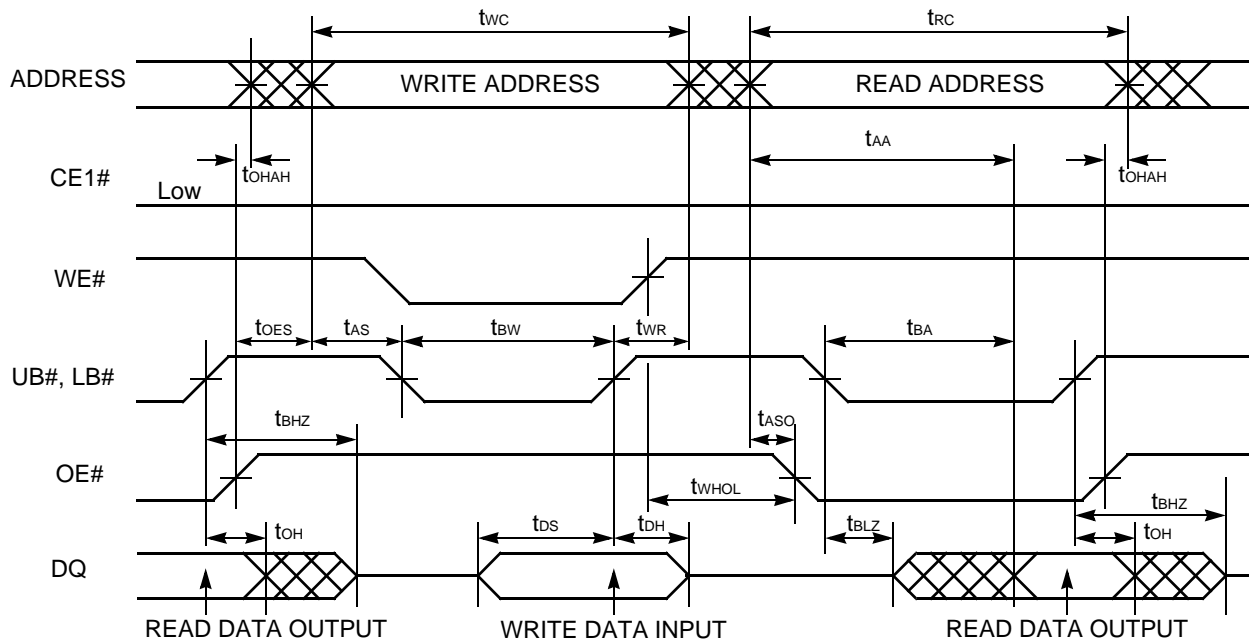 tWC tRC
ADDRESS WRITE ADDRESS READ ADDRESS
tAA
CE1# tOHAH tOHAH
Low
WE#
tOES tAS tBW tWR tBA
UB#, LB#
tBHZ tASO
OE#
tWHOL tBHZ
tOH tDS tDH tBLZ tOH
DQ
READ DATA OUTPUT WRITE DATA INPUT READ DATA OUTPUT